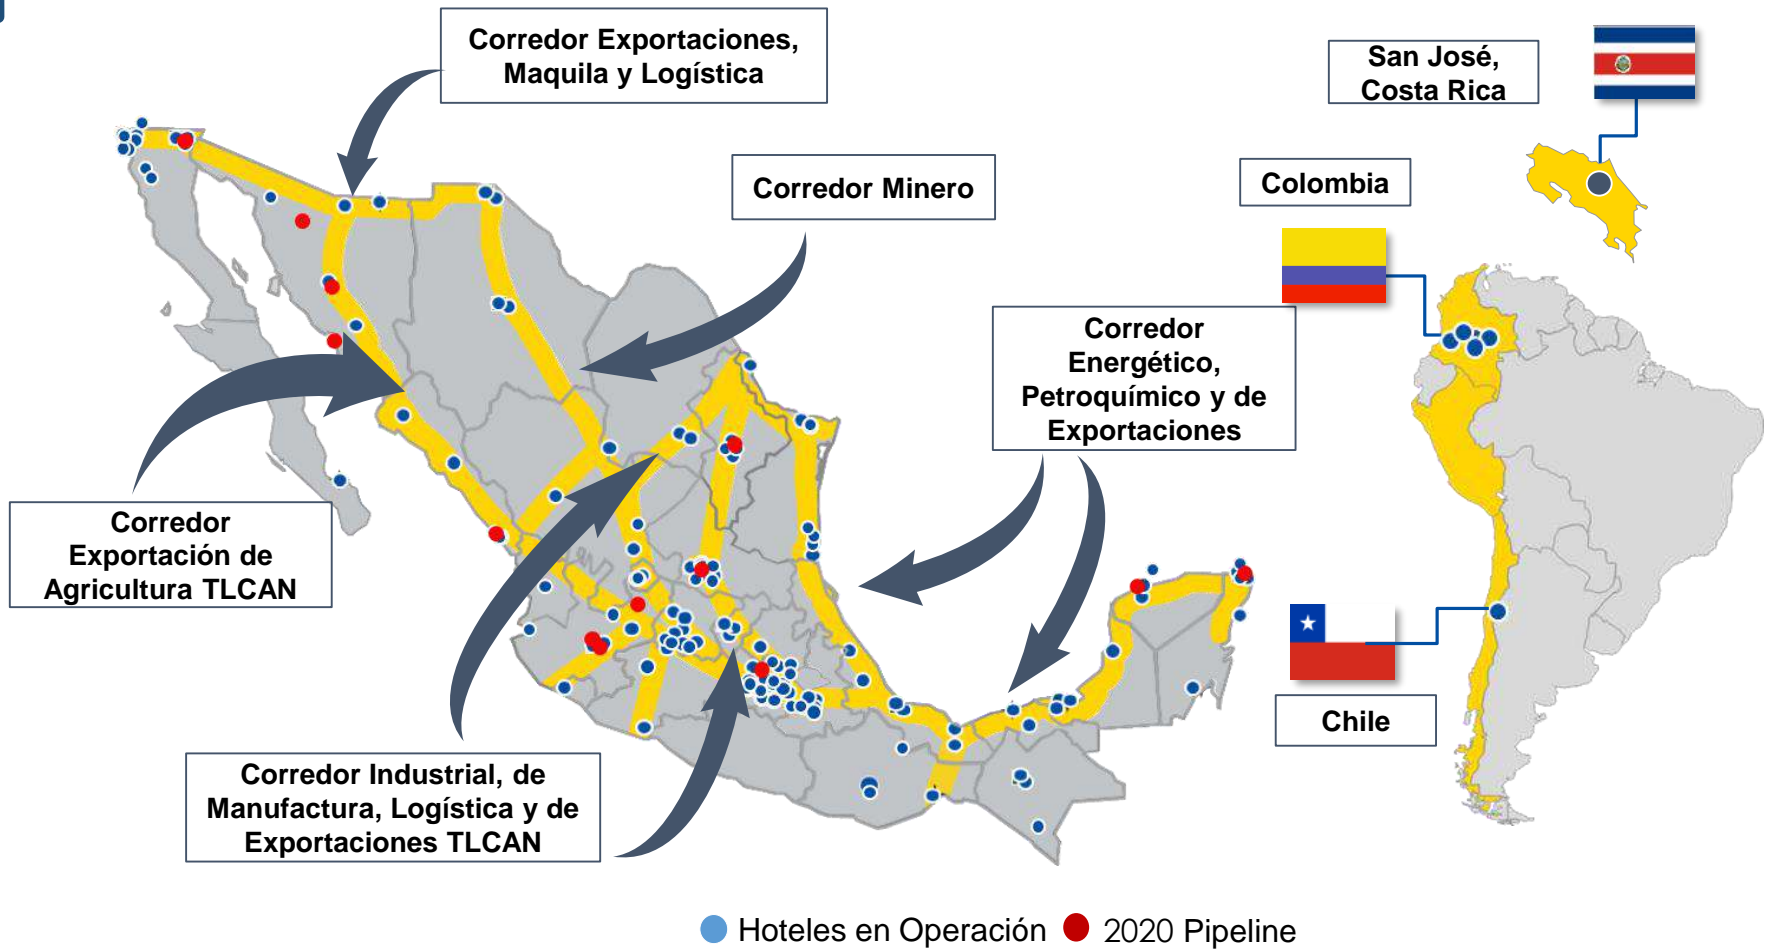 Corredor Exportaciones,
Maquila y Logística
San José,
Costa Rica
Corredor Minero
Colombia
Corredor
Energético,
Petroquímico y de
Exportaciones
Corredor
Exportación de
Agricultura TLCAN
Chile
Corredor Industrial, de
Manufactura, Logística y de
Exportaciones TLCAN
Hoteles en Operación
2020 Pipeline